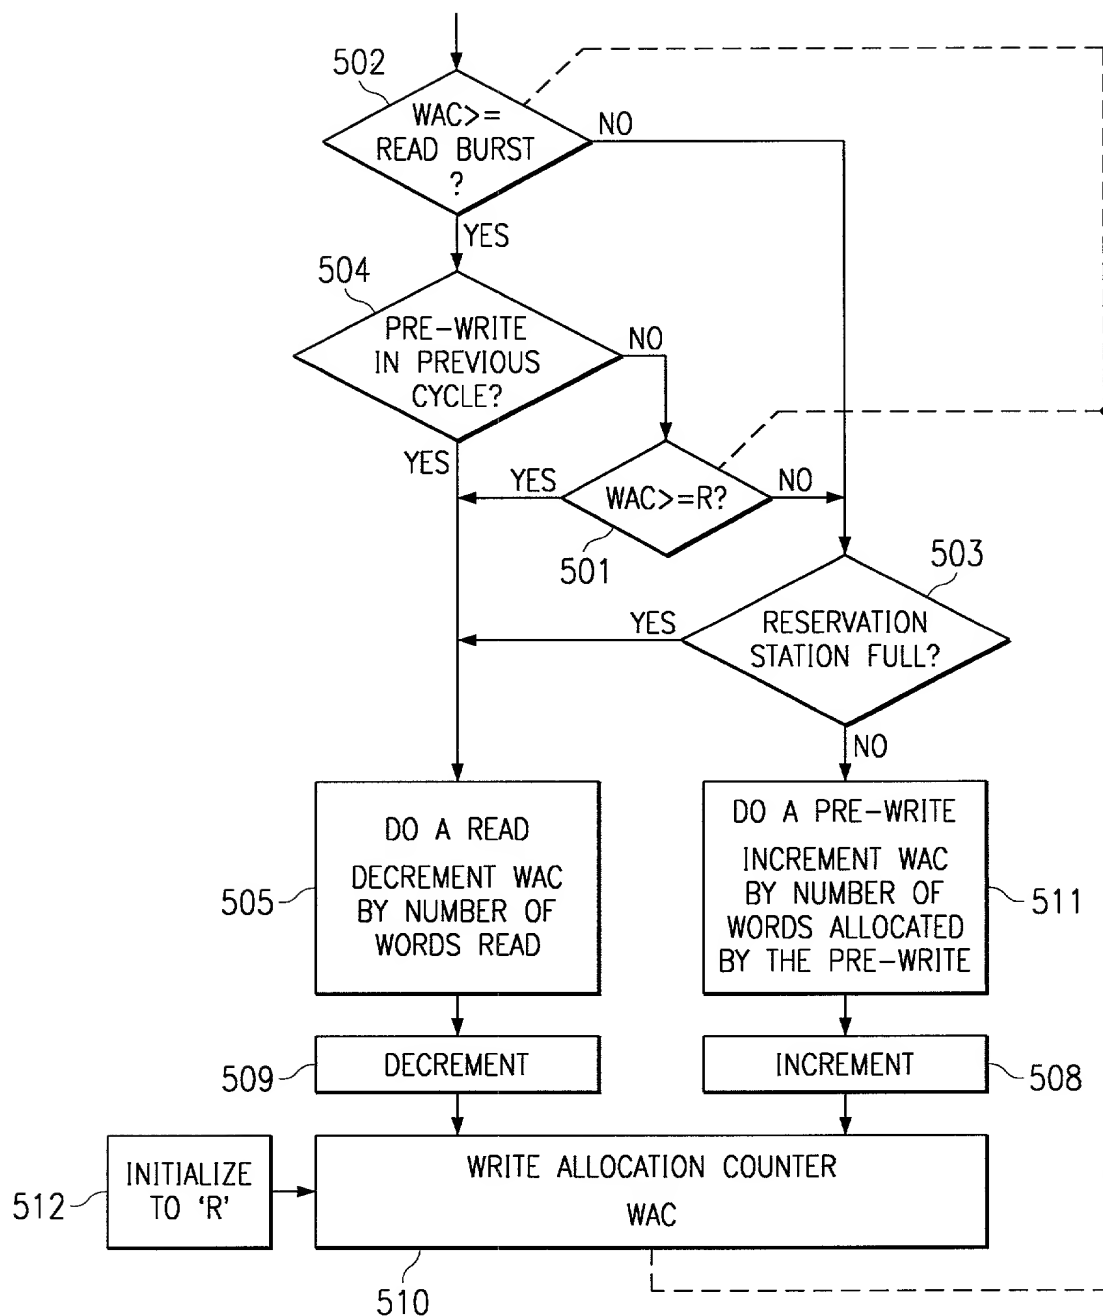 502
WAC>=
READ BURST
?
NO
YES
504
PRE-WRITE
IN PREVIOUS
CYCLE?
NO
YES
YES
WAC>=R?
NO
501
503
YES
RESERVATION
STATION FULL?
NO
DO A READ
DECREMENT WAC
BY NUMBER OF
WORDS READ
505
DO A PRE-WRITE
INCREMENT WAC
BY NUMBER OF
WORDS ALLOCATED
BY THE PRE-WRITE
511
509
DECREMENT
INCREMENT
508
512
INITIALIZE
TO ‘R’
WRITE ALLOCATION COUNTER
WAC
510